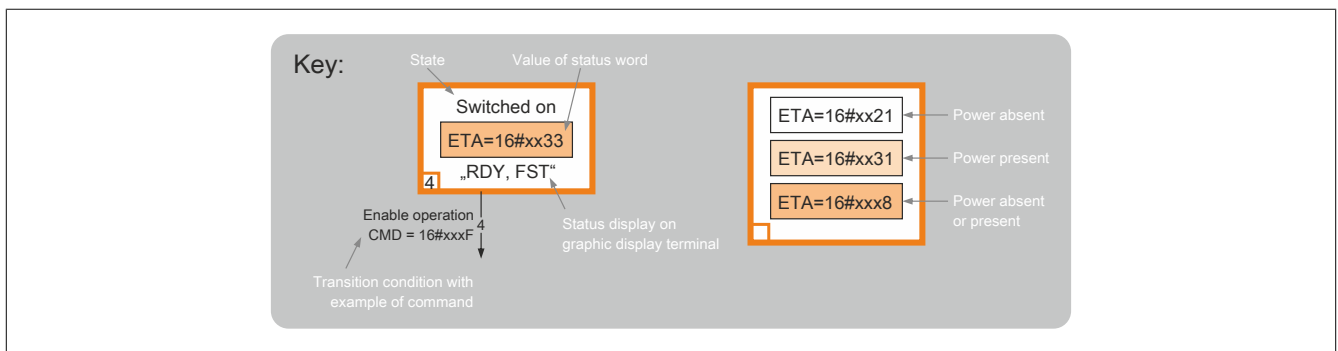 Key:
State
Value of status word
Switched on
ETA=16#xx33
„RDY, FST“
4
Enable operation
CMD = 16#xxxF
4
Status display on
graphic display terminal
Transition condition with
example of command
ETA=16#xx21
Power absent
ETA=16#xx31
Power present
ETA=16#xxx8
Power absent
or present